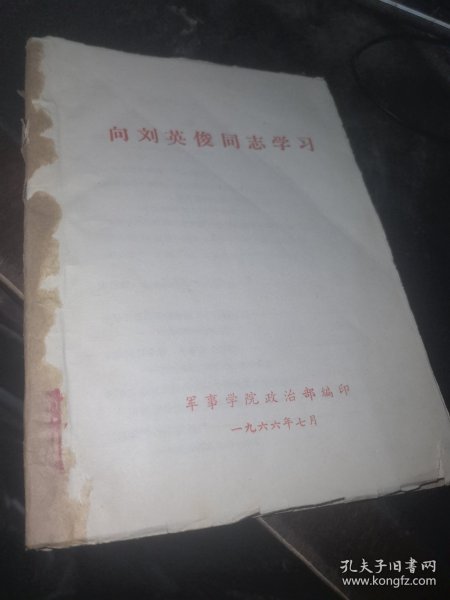 向刘英俊同志学习
军事学院政治部编印
一九六六年七月
孔夫子旧书网
www.kongfz.com